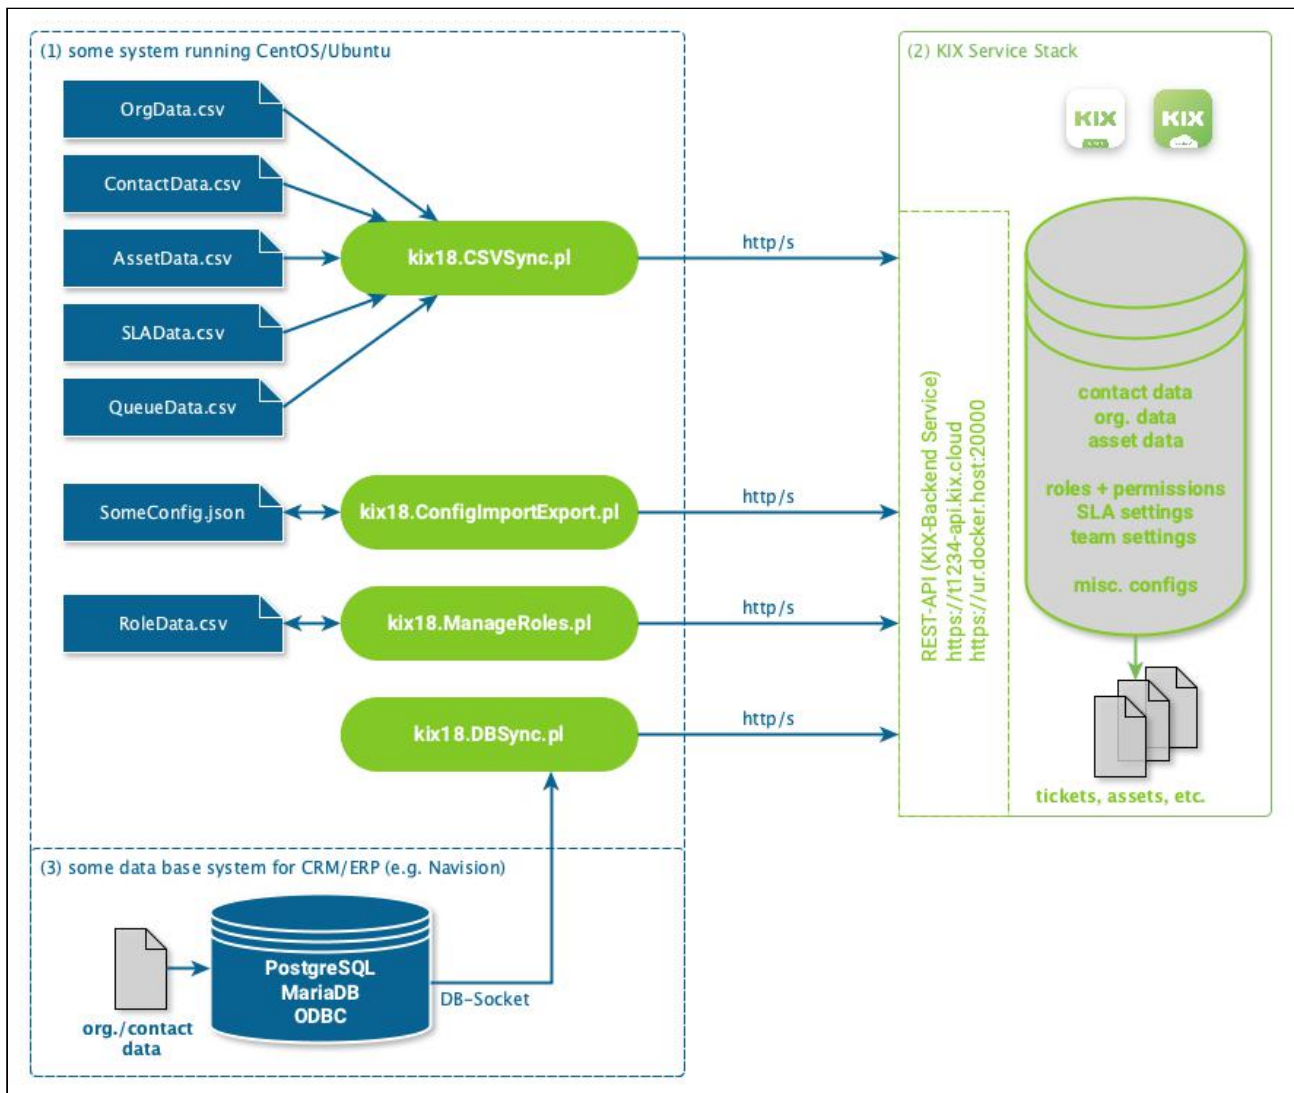 (1) some system running CentOS/Ubuntu
OrgData.csv
ContactData.csv
AssetData.csv
SLAData.csv
QueueData.csv
kix18.CSVSync.pl
http/s
SomeConfig.json
kix18.ConfigImportExport.pl
http/s
RoleData.csv
kix18.ManageRoles.pl
http/s
kix18.DBSync.pl
http/s
(3) some data base system for CRM/ERP (e.g. Navision)
org./contact
data
PostgreSQL
MariaDB
ODBC
DB-Socket
(2) KIX Service Stack
KIX
KIX
REST-API (KIX-Backend Service)
https://t1234-api.kix.cloud
https://ur.docker.host:20000
contact data
org. data
asset data
roles + permissions
SLA settings
team settings
misc. configs
tickets, assets, etc.